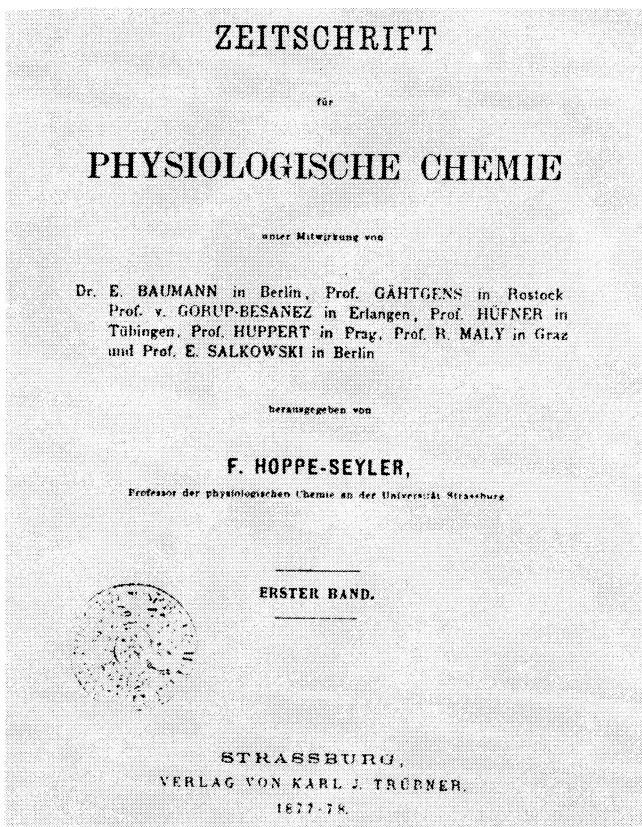 ZEITSCHRIFT
für
PHYSIOLOGISCHE CHEMIE
unter Mitwirkung von
Dr. E. BAUMANN in Berlin, Prof. GÄHTGENS in Rostock
Prof. v. GORUP-BESANEZ in Erlangen, Prof. HÜFNER in
Tübingen, Prof. HUPPERT in Prag, Prof. R. MALY in Graz
und Prof. E. SALKOWSKI in Berlin
herausgegeben von
F. HOPPE-SEYLER,
Professor der physiologischen Chemie an der Universität Strassburg.
ERSTER BAND.
STRASSBURG,
VERLAG VON KARL J. TRÜBNER.
1877-78.